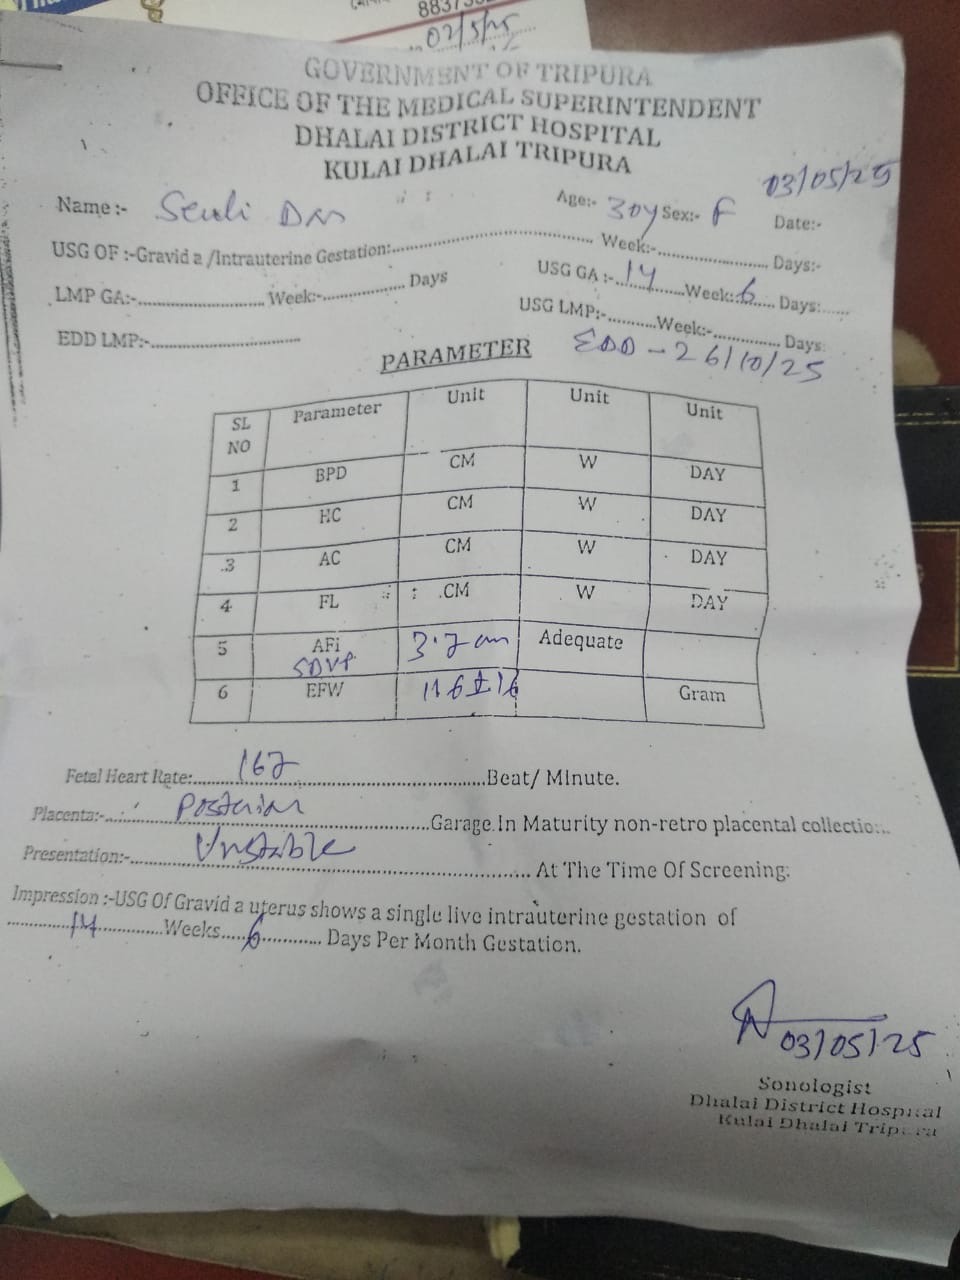 02/5/25
GOVERNMENT OF TRIPURA
OFFICE OF THE MEDICAL SUPERINTENDENT
DHALAI DISTRICT HOSPITAL
KULAI DHALAI TRIPURA
03/05/25
Name:- Seuli Das Age:- 30y Sex:- F Date:-
USG OF :-Gravid a /Intrauterine Gestation:............ Week:-............ Days:-
LMP GA:-............ Week:-............ Days USG GA :- 14 Week: 6 Days:......
USG LMP:-............Week:-............ Days:
EDD LMP:-............ EDD - 26/10/25
PARAMETER
SL NO Parameter Unit Unit Unit
1 BPD CM W DAY
2 HC CM W DAY
3 AC CM W DAY
4 FL CM W DAY
5 AFi SDVP 3.7 cm Adequate
6 EFW 116±16 Gram
Fetal Heart Rate:.....167.....Beat/ Minute.
Placenta:-.....Posterior.....Garage In Maturity non-retro placental collectio...
Presentation:-.....Unstable..... At The Time Of Screening:
Impression :-USG Of Gravid a uterus shows a single live intrauterine gestation of
.....14.....Weeks.....6..... Days Per Month Gestation.
03/05/25
Sonologist
Dhalai District Hospital
Kulai Dhalai Tripura